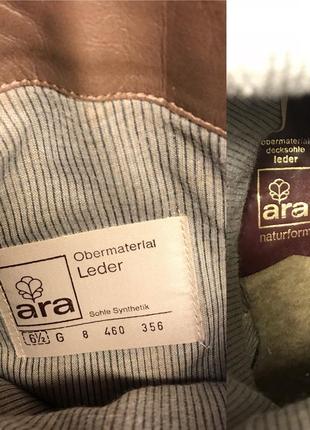 Obermaterial
Leder
ara
Sohle Synthetik
6½ G 8 460 356
obermaterial
decksohle
leder
ara
naturform